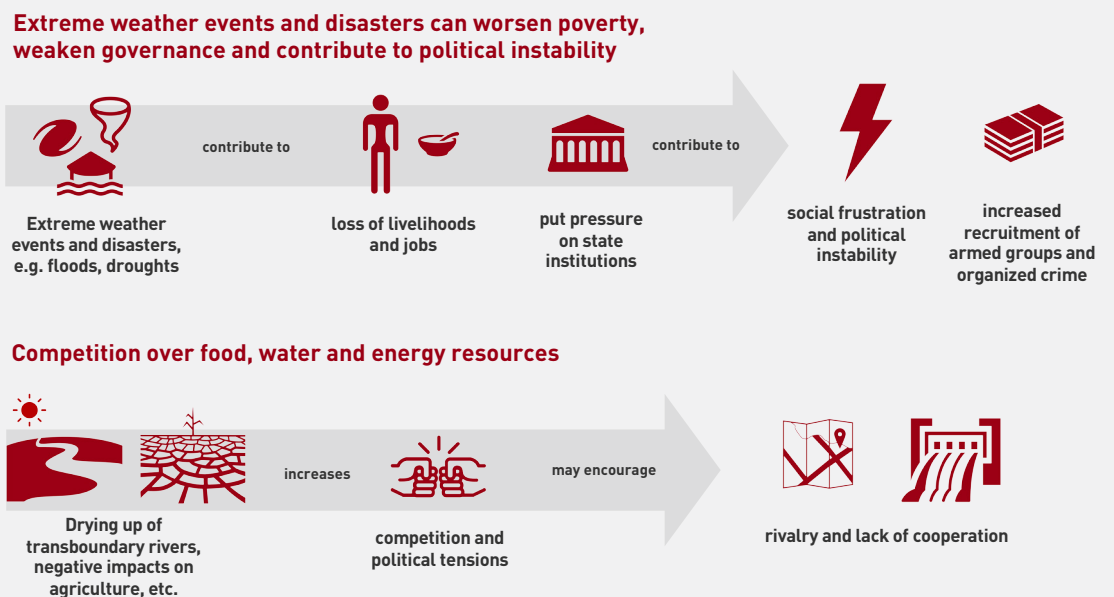 Extreme weather events and disasters can worsen poverty,
weaken governance and contribute to political instability
contribute to
contribute to
Extreme weather
events and disasters,
e.g. floods, droughts
loss of livelihoods
and jobs
put pressure
on state
institutions
social frustration
and political
instability
increased
recruitment of
armed groups and
organized crime
Competition over food, water and energy resources
increases
may encourage
Drying up of
transboundary rivers,
negative impacts on
agriculture, etc.
competition and
political tensions
rivalry and lack of cooperation